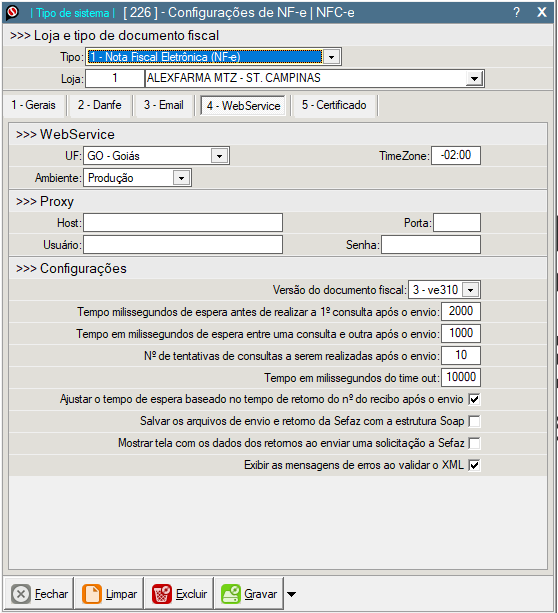 | Tipo de sistema | [ 226 ] - Configurações de NF-e | NFC-e ? X
>>> Loja e tipo de documento fiscal
Tipo: 1 - Nota Fiscal Eletrônica (NF-e)
Loja: 1 ALEXFARMA MTZ - ST. CAMPINAS
1 - Gerais 2 - Danfe 3 - Email 4 - WebService 5 - Certificado
>>> WebService
UF: GO - Goiás TimeZone: -02:00
Ambiente: Produção
>>> Proxy
Host: Porta:
Usuário: Senha:
>>> Configurações
Versão do documento fiscal: 3 - ve310
Tempo milissegundos de espera antes de realizar a 1º consulta após o envio: 2000
Tempo em milissegundos de espera entre uma consulta e outra após o envio: 1000
Nº de tentativas de consultas a serem realizadas após o envio: 10
Tempo em milissegundos do time out: 10000
Ajustar o tempo de espera baseado no tempo de retorno do nº do recibo após o envio
Salvar os arquivos de envio e retorno da Sefaz com a estrutura Soap
Mostrar tela com os dados dos retornos ao enviar uma solicitação a Sefaz
Exibir as mensagens de erros ao validar o XML
Fechar Limpar Excluir Gravar